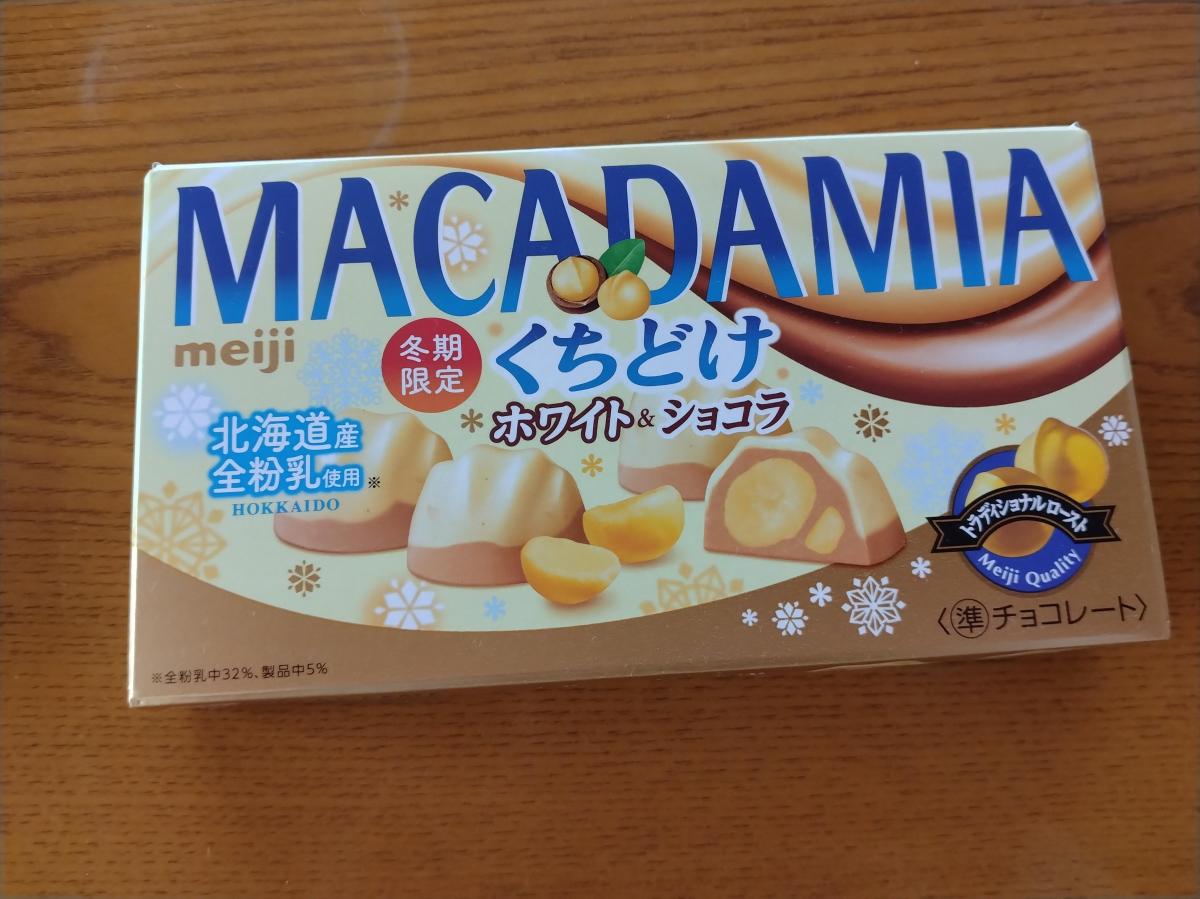 MACADAMIA
meiji
冬期
限定
くちどけ
ホワイト&ショコラ
北海道産
全粉乳使用※
HOKKAIDO
トラディショナルロースト
Meiji Quality
〈準チョコレート〉
※全粉乳中32%、製品中5%